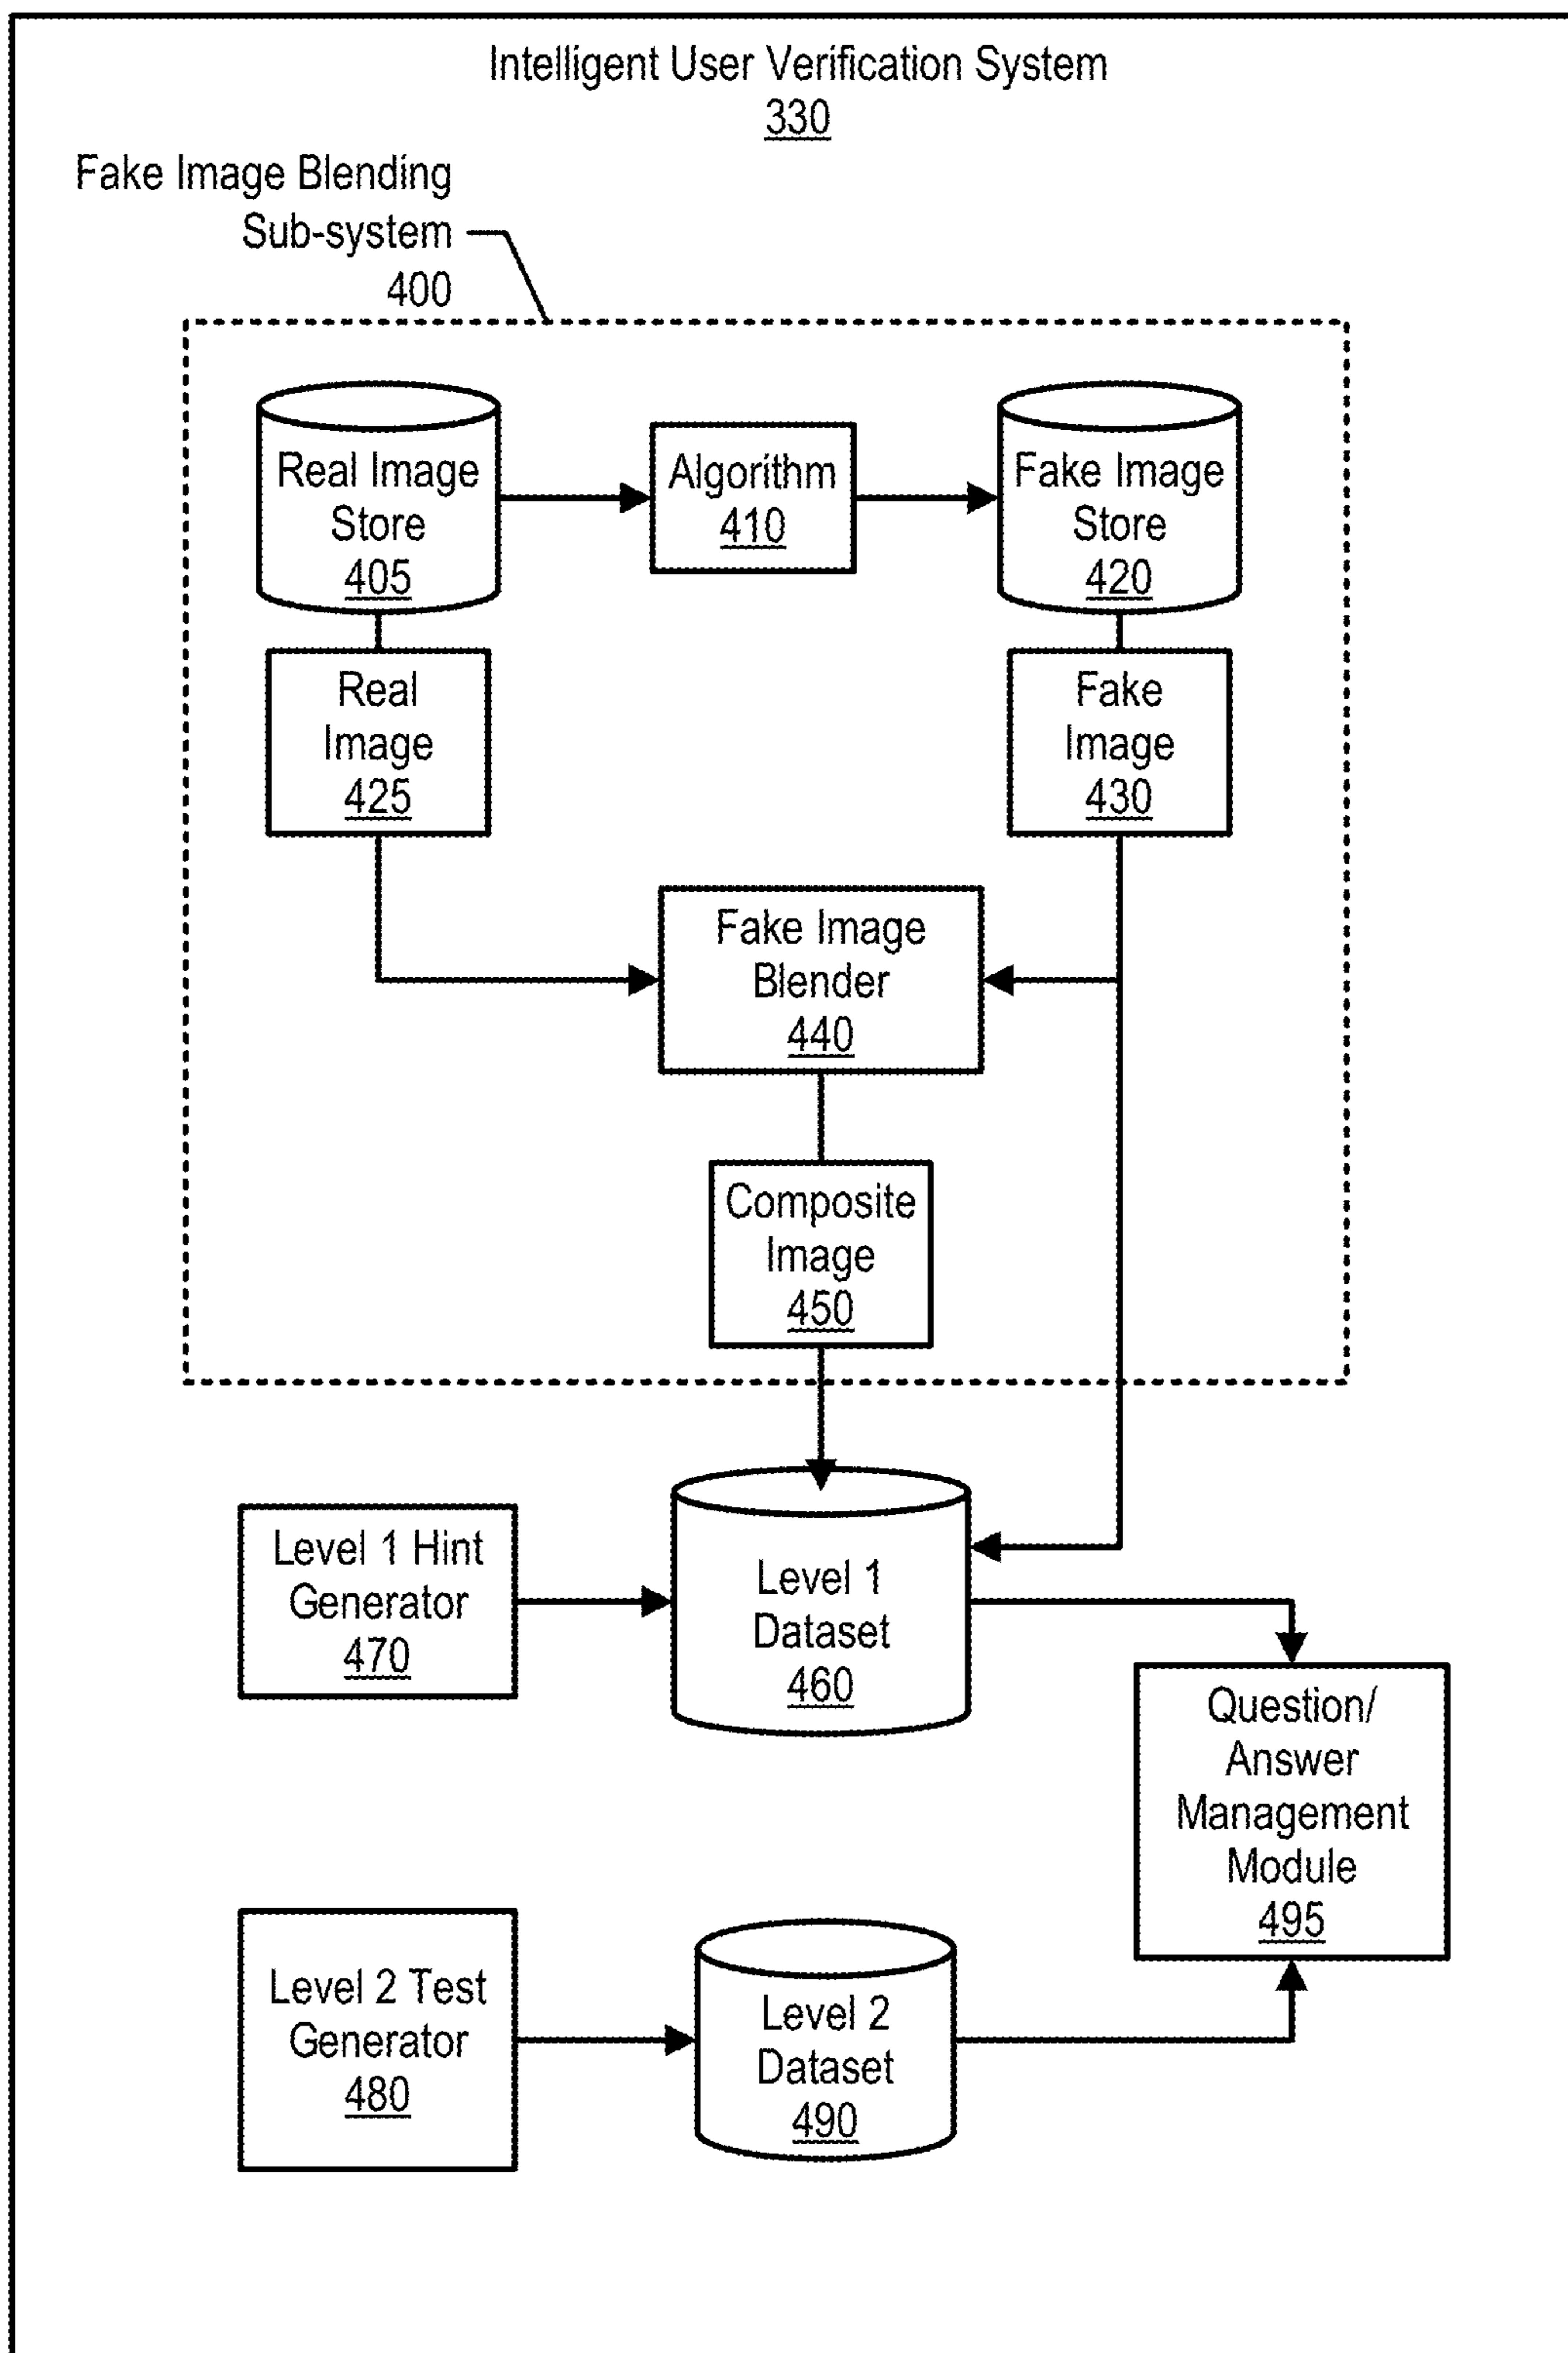 Intelligent User Verification System
330
Fake Image Blending
Sub-system
400
Real Image
Store
405
Algorithm
410
Fake Image
Store
420
Real
Image
425
Fake
Image
430
Fake Image
Blender
440
Composite
Image
450
Level 1 Hint
Generator
470
Level 1
Dataset
460
Question/
Answer
Management
Module
495
Level 2 Test
Generator
480
Level 2
Dataset
490